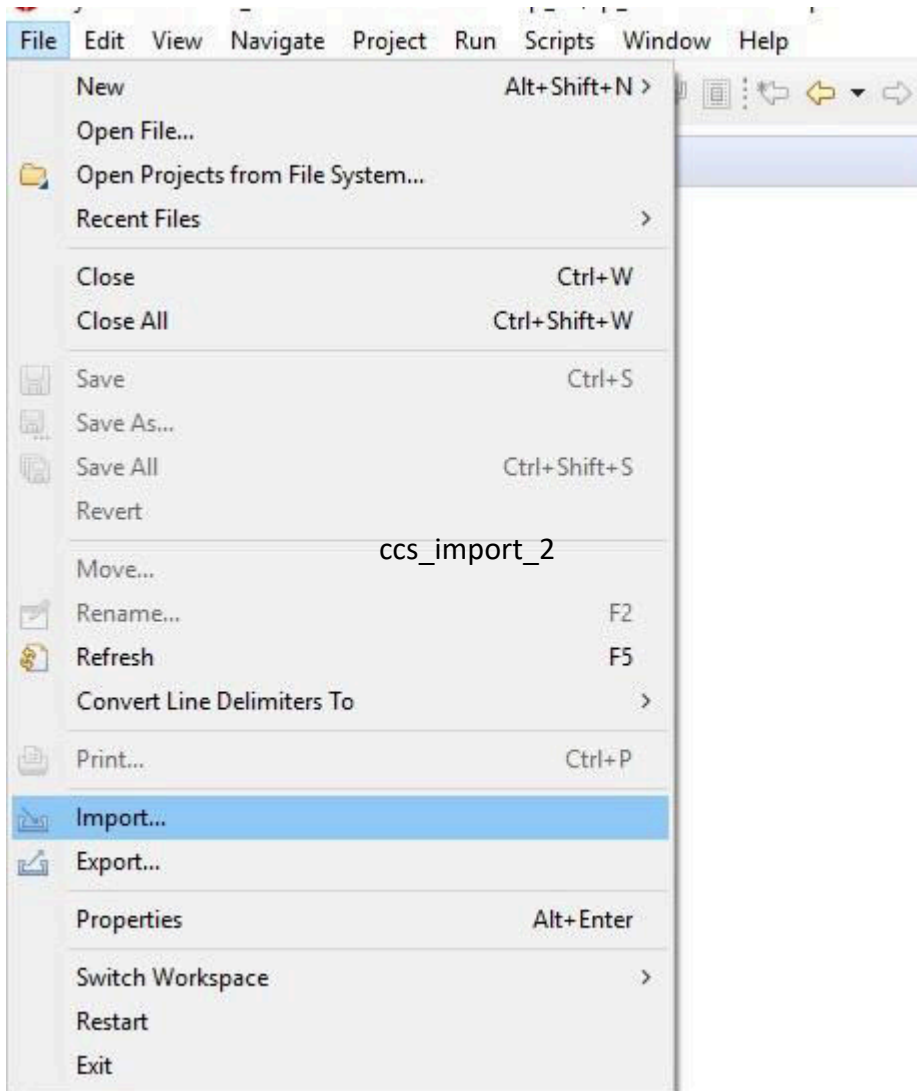 File Edit View Navigate Project Run Scripts Window Help
New Alt+Shift+N >
Open File...
Open Projects from File System...
Recent Files >
Close Ctrl+W
Close All Ctrl+Shift+W
Save Ctrl+S
Save As...
Save All Ctrl+Shift+S
Revert
ccs_import_2
Move...
Rename... F2
Refresh F5
Convert Line Delimiters To >
Print... Ctrl+P
Import...
Export...
Properties Alt+Enter
Switch Workspace >
Restart
Exit